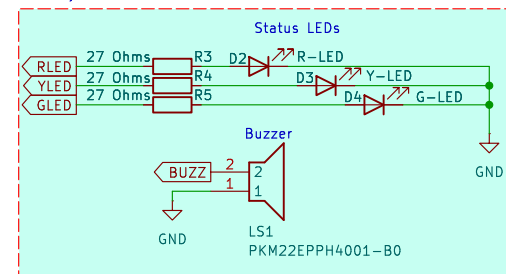 Status LEDs
RLED 27 Ohms R3 D2 R-LED
YLED 27 Ohms R4 D3 Y-LED
GLED 27 Ohms R5 D4 G-LED
GND
Buzzer
BUZZ 2 2
1 1
GND
LS1
PKM22EPPH4001-B0